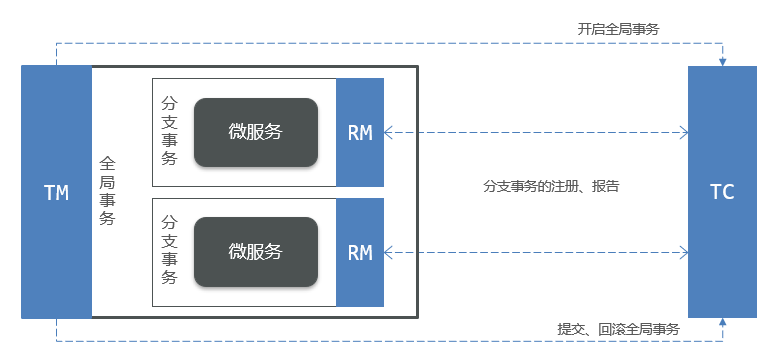 开启全局事务
TM
全局事务
分支事务
微服务
RM
分支事务
微服务
RM
分支事务的注册、报告
TC
提交、回滚全局事务